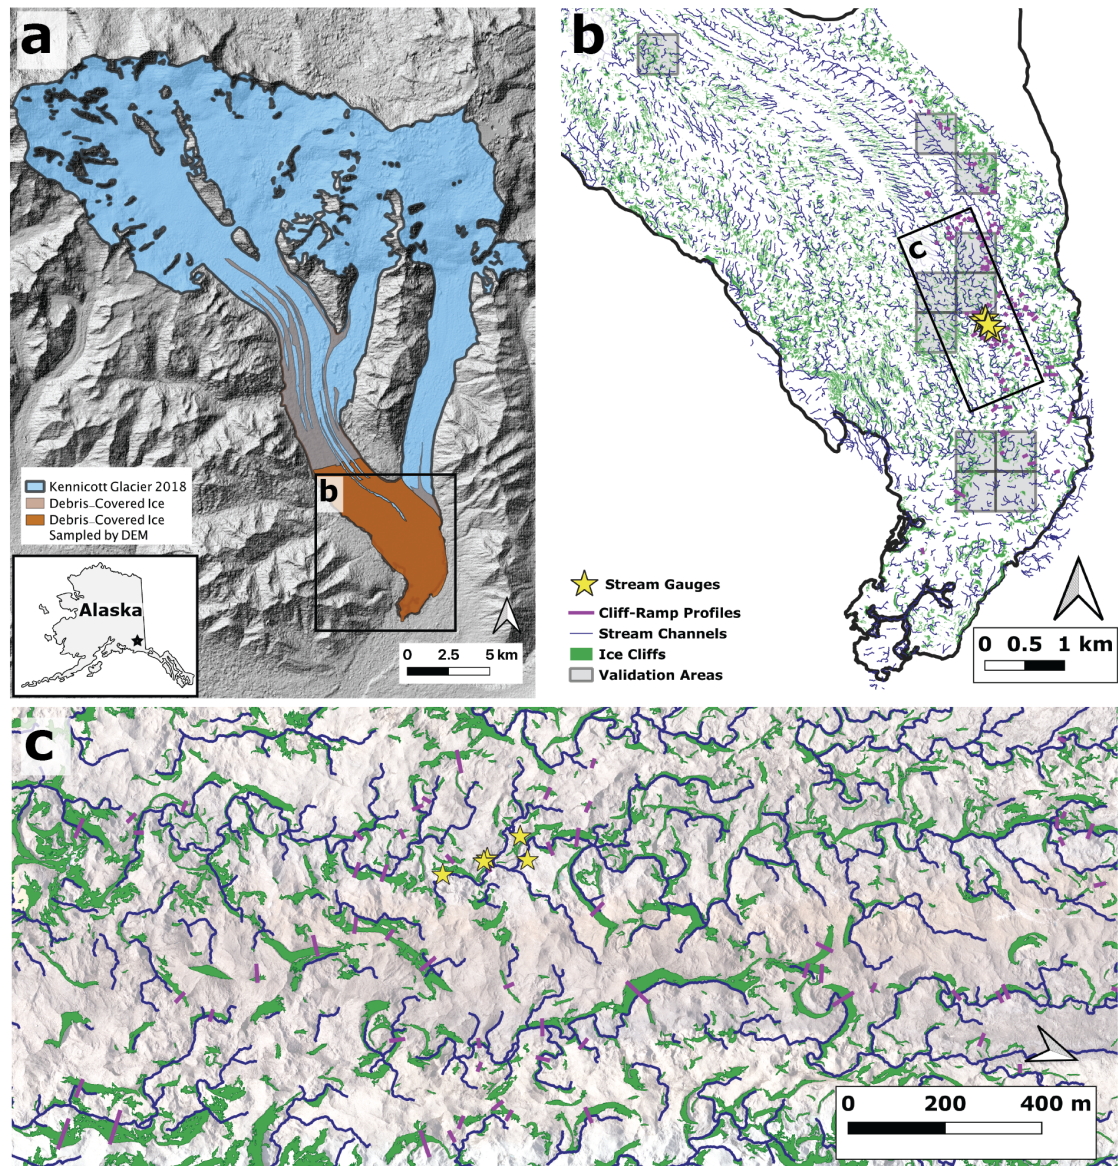 a
Kennicott Glacier 2018
Debris-Covered Ice
Debris-Covered Ice
Sampled by DEM
b
Alaska
0 2.5 5 km
b
c
Stream Gauges
Cliff-Ramp Profiles
Stream Channels
Ice Cliffs
Validation Areas
0 0.5 1 km
c
0 200 400 m